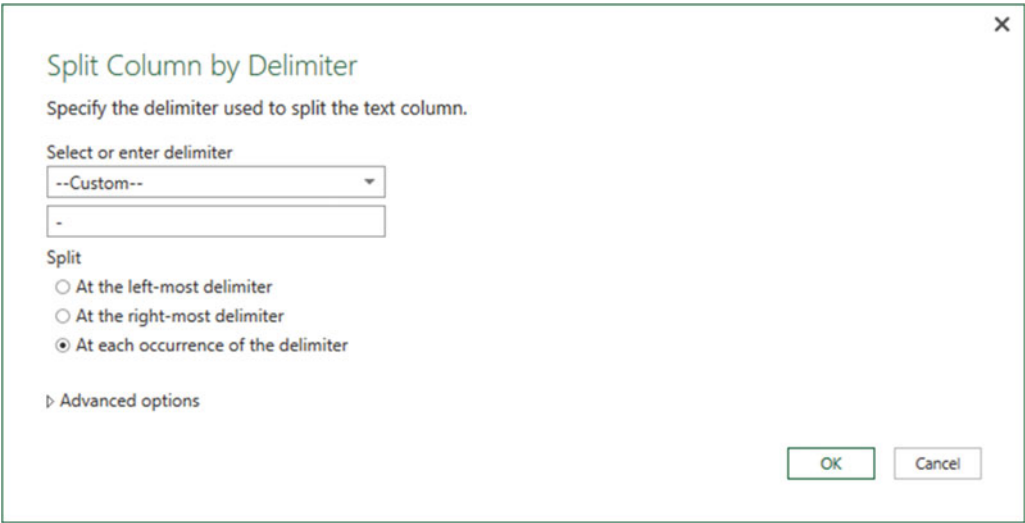 Split Column by Delimiter
Specify the delimiter used to split the text column.
Select or enter delimiter
--Custom--
-
Split
At the left-most delimiter
At the right-most delimiter
At each occurrence of the delimiter
Advanced options
OK Cancel